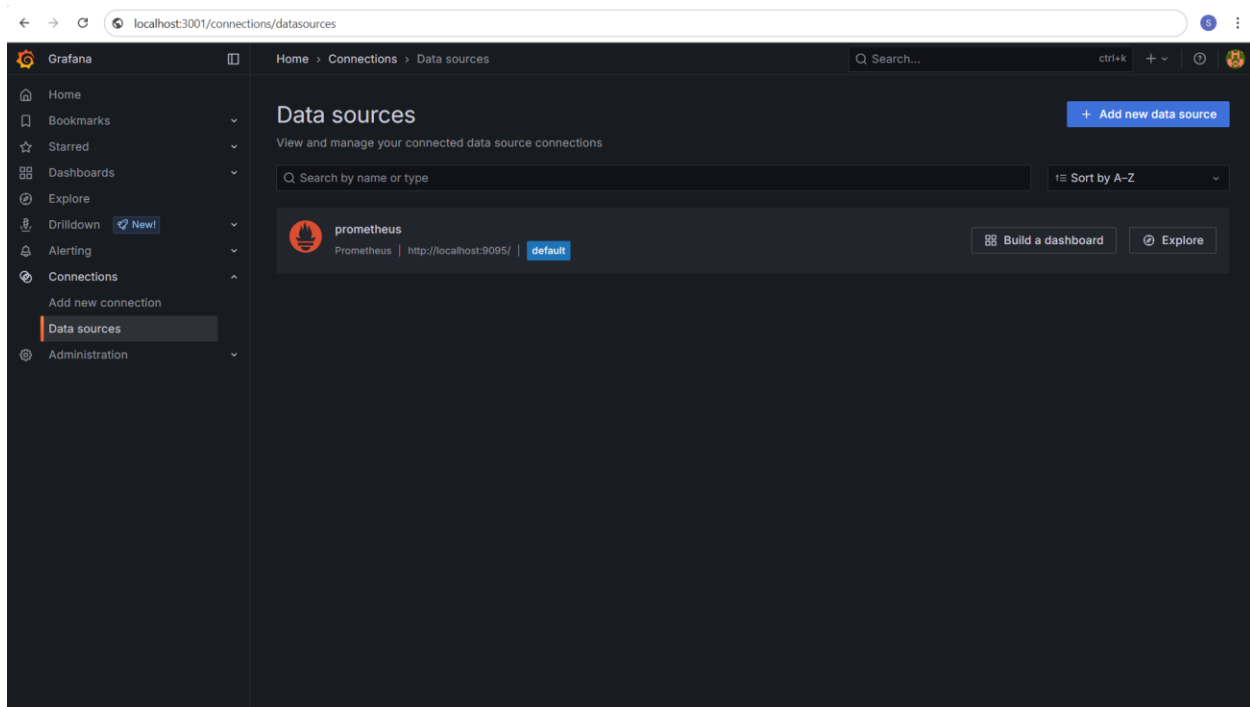 localhost:3001/connections/datasources
S
Grafana
Home › Connections › Data sources
Search...
ctrl+k
Home
Bookmarks
Starred
Dashboards
Explore
Drilldown
New!
Alerting
Connections
Add new connection
Data sources
Administration
Data sources
+ Add new data source
View and manage your connected data source connections
Search by name or type
Sort by A–Z
prometheus
Prometheus | http://localhost:9095/ | default
Build a dashboard
Explore